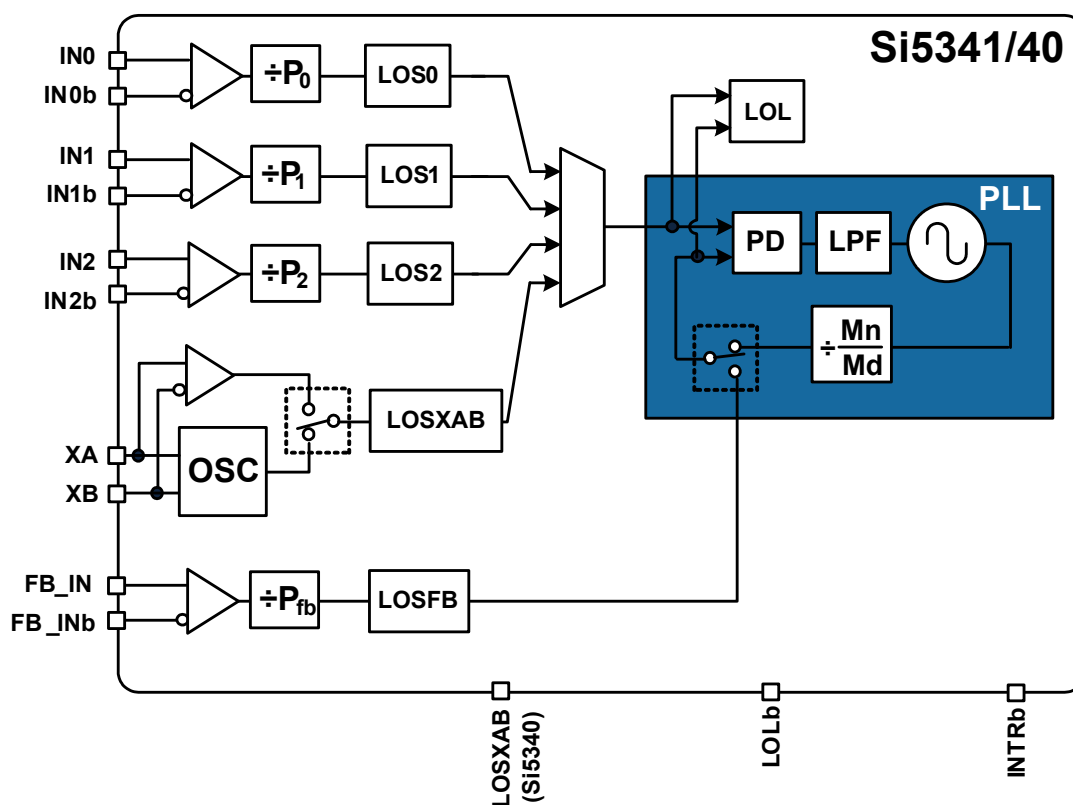 Si5341/40
IN0
IN0b
÷P0
LOS0
LOL
IN1
IN1b
÷P1
LOS1
PLL
PD
LPF
IN2
IN2b
÷P2
LOS2
÷Mn/Md
XA
XB
OSC
LOSXAB
FB_IN
FB_INb
÷Pfb
LOSFB
LOSXAB
(Si5340)
LOLb
INTRb